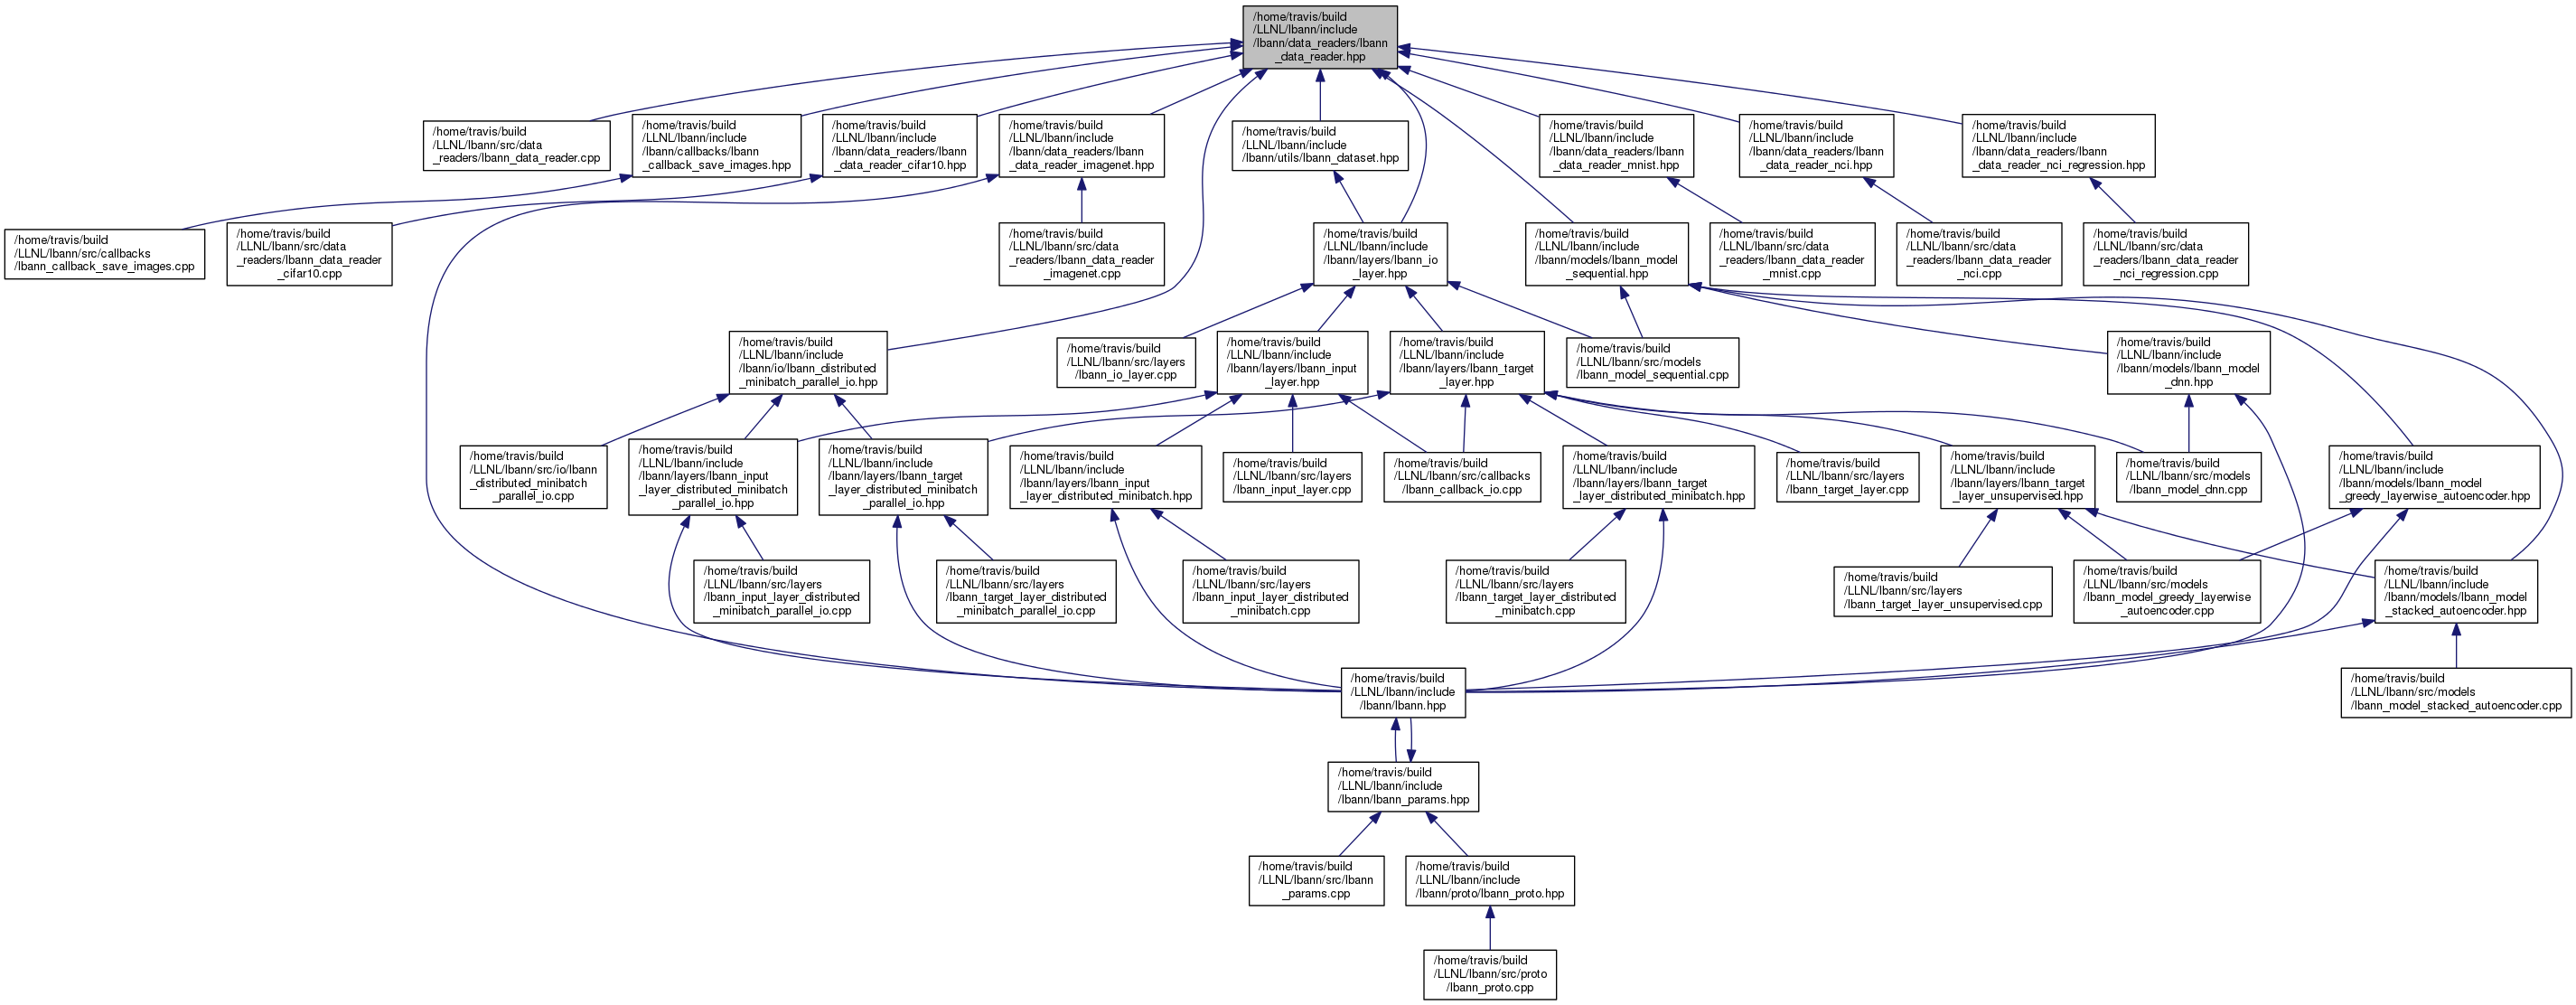 /home/travis/build
/LLNL/lbann/include
/lbann/data_readers/lbann
_data_reader.hpp
/home/travis/build
/LLNL/lbann/src/data
_readers/lbann_data_reader.cpp
/home/travis/build
/LLNL/lbann/include
/lbann/callbacks/lbann
_callback_save_images.hpp
/home/travis/build
/LLNL/lbann/include
/lbann/data_readers/lbann
_data_reader_cifar10.hpp
/home/travis/build
/LLNL/lbann/include
/lbann/data_readers/lbann
_data_reader_imagenet.hpp
/home/travis/build
/LLNL/lbann/include
/lbann/utils/lbann_dataset.hpp
/home/travis/build
/LLNL/lbann/include
/lbann/data_readers/lbann
_data_reader_mnist.hpp
/home/travis/build
/LLNL/lbann/include
/lbann/data_readers/lbann
_data_reader_nci.hpp
/home/travis/build
/LLNL/lbann/include
/lbann/data_readers/lbann
_data_reader_nci_regression.hpp
/home/travis/build
/LLNL/lbann/src/callbacks
/lbann_callback_save_images.cpp
/home/travis/build
/LLNL/lbann/src/data
_readers/lbann_data_reader
_cifar10.cpp
/home/travis/build
/LLNL/lbann/src/data
_readers/lbann_data_reader
_imagenet.cpp
/home/travis/build
/LLNL/lbann/include
/lbann/layers/lbann_io
_layer.hpp
/home/travis/build
/LLNL/lbann/include
/lbann/models/lbann_model
_sequential.hpp
/home/travis/build
/LLNL/lbann/src/data
_readers/lbann_data_reader
_mnist.cpp
/home/travis/build
/LLNL/lbann/src/data
_readers/lbann_data_reader
_nci.cpp
/home/travis/build
/LLNL/lbann/src/data
_readers/lbann_data_reader
_nci_regression.cpp
/home/travis/build
/LLNL/lbann/include
/lbann/io/lbann_distributed
_minibatch_parallel_io.hpp
/home/travis/build
/LLNL/lbann/src/layers
/lbann_io_layer.cpp
/home/travis/build
/LLNL/lbann/include
/lbann/layers/lbann_input
_layer.hpp
/home/travis/build
/LLNL/lbann/include
/lbann/layers/lbann_target
_layer.hpp
/home/travis/build
/LLNL/lbann/src/models
/lbann_model_sequential.cpp
/home/travis/build
/LLNL/lbann/include
/lbann/models/lbann_model
_dnn.hpp
/home/travis/build
/LLNL/lbann/src/io/lbann
_distributed_minibatch
_parallel_io.cpp
/home/travis/build
/LLNL/lbann/include
/lbann/layers/lbann_input
_layer_distributed_minibatch
_parallel_io.hpp
/home/travis/build
/LLNL/lbann/include
/lbann/layers/lbann_target
_layer_distributed_minibatch
_parallel_io.hpp
/home/travis/build
/LLNL/lbann/include
/lbann/layers/lbann_input
_layer_distributed_minibatch.hpp
/home/travis/build
/LLNL/lbann/src/layers
/lbann_input_layer.cpp
/home/travis/build
/LLNL/lbann/src/callbacks
/lbann_callback_io.cpp
/home/travis/build
/LLNL/lbann/include
/lbann/layers/lbann_target
_layer_distributed_minibatch.hpp
/home/travis/build
/LLNL/lbann/src/layers
/lbann_target_layer.cpp
/home/travis/build
/LLNL/lbann/include
/lbann/layers/lbann_target
_layer_unsupervised.hpp
/home/travis/build
/LLNL/lbann/src/models
/lbann_model_dnn.cpp
/home/travis/build
/LLNL/lbann/include
/lbann/models/lbann_model
_greedy_layerwise_autoencoder.hpp
/home/travis/build
/LLNL/lbann/src/layers
/lbann_input_layer_distributed
_minibatch_parallel_io.cpp
/home/travis/build
/LLNL/lbann/src/layers
/lbann_target_layer_distributed
_minibatch_parallel_io.cpp
/home/travis/build
/LLNL/lbann/src/layers
/lbann_input_layer_distributed
_minibatch.cpp
/home/travis/build
/LLNL/lbann/src/layers
/lbann_target_layer_distributed
_minibatch.cpp
/home/travis/build
/LLNL/lbann/src/layers
/lbann_target_layer_unsupervised.cpp
/home/travis/build
/LLNL/lbann/src/models
/lbann_model_greedy_layerwise
_autoencoder.cpp
/home/travis/build
/LLNL/lbann/include
/lbann/models/lbann_model
_stacked_autoencoder.hpp
/home/travis/build
/LLNL/lbann/include
/lbann/lbann.hpp
/home/travis/build
/LLNL/lbann/src/models
/lbann_model_stacked_autoencoder.cpp
/home/travis/build
/LLNL/lbann/include
/lbann/lbann_params.hpp
/home/travis/build
/LLNL/lbann/src/lbann
_params.cpp
/home/travis/build
/LLNL/lbann/include
/lbann/proto/lbann_proto.hpp
/home/travis/build
/LLNL/lbann/src/proto
/lbann_proto.cpp